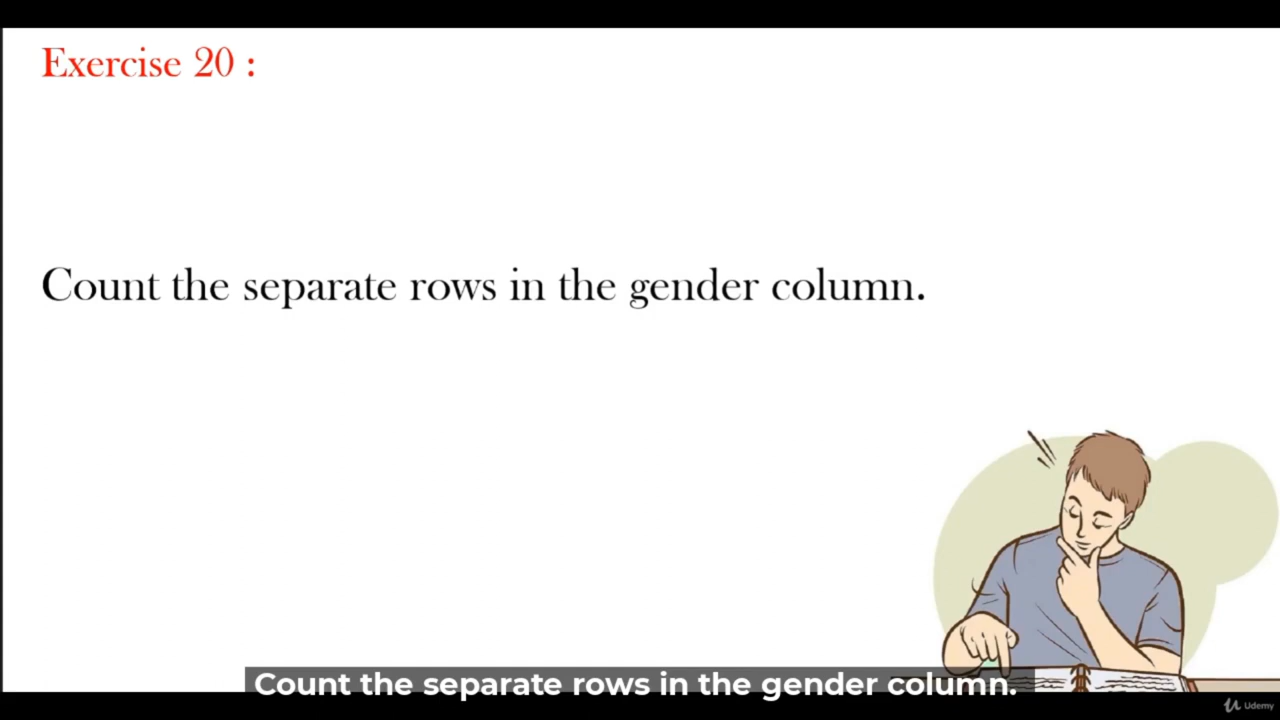 Exercise 20 :
Count the separate rows in the gender column.
Count the separate rows in the gender column.
Udemy